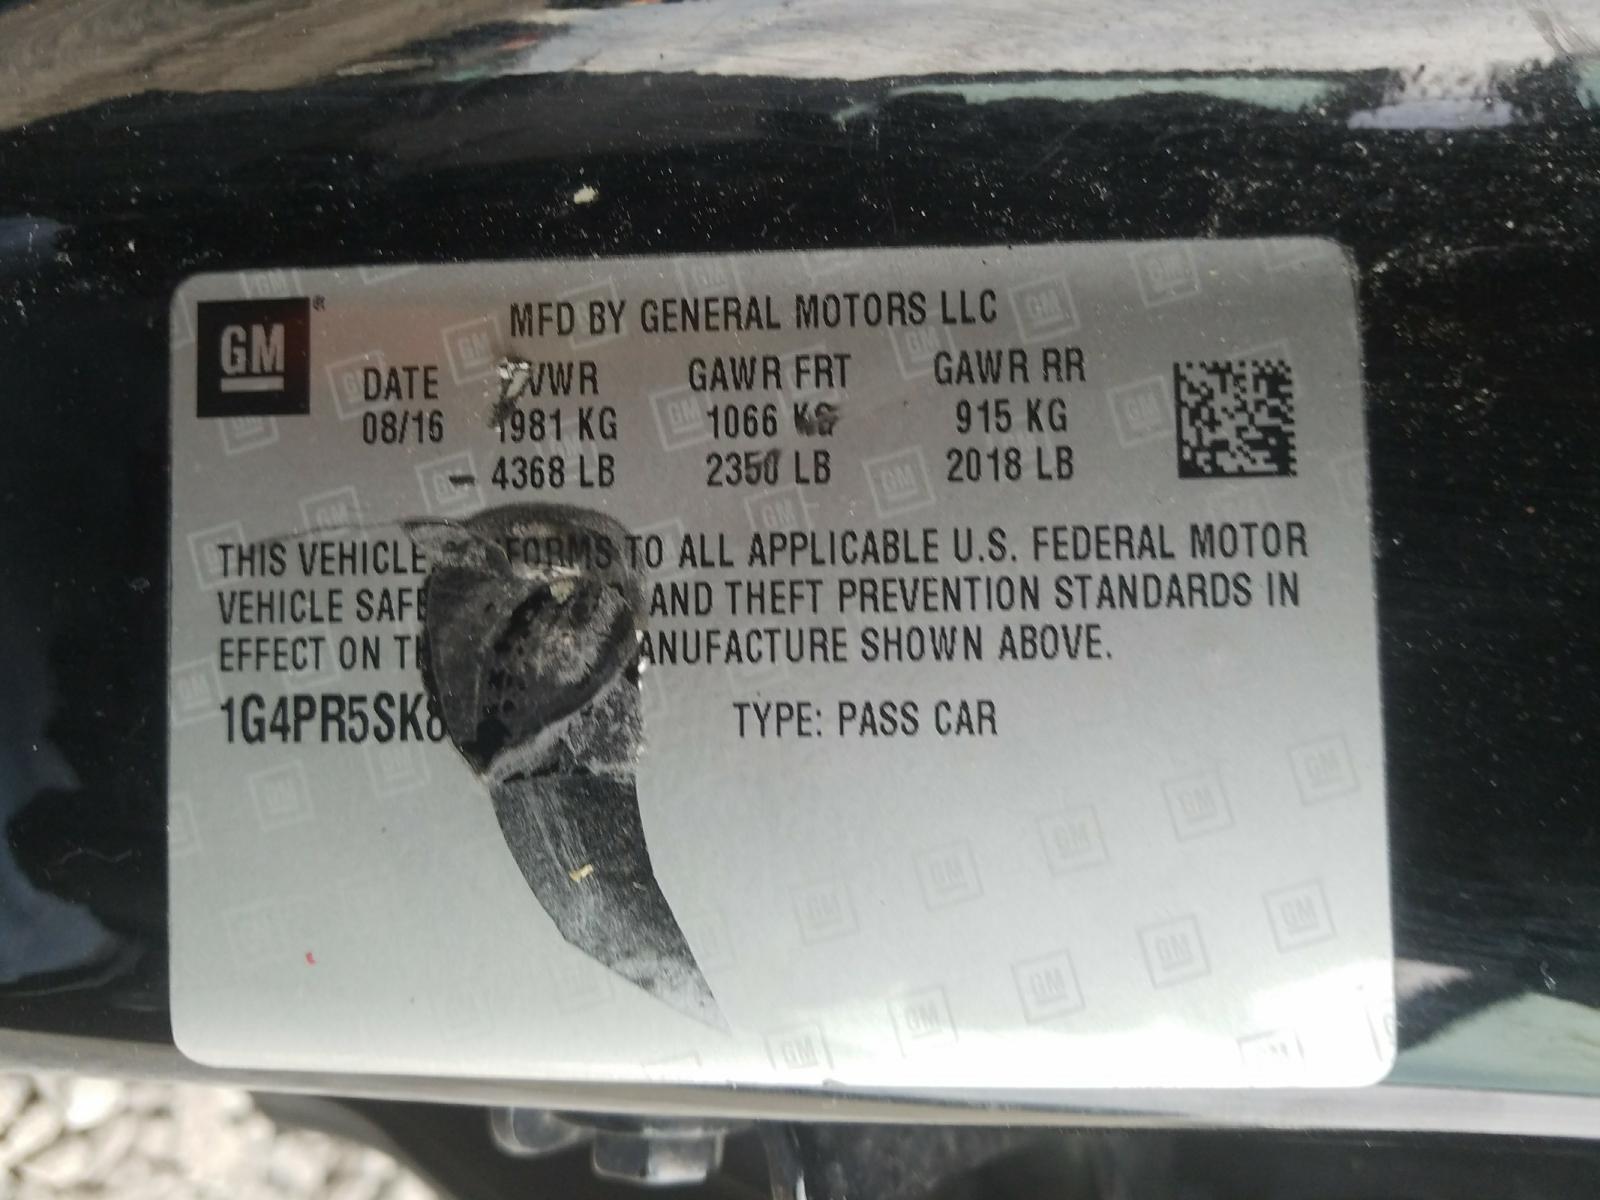 GM
MFD BY GENERAL MOTORS LLC
DATE GVWR GAWR FRT GAWR RR
08/16 1981 KG 1066 KG 915 KG
4368 LB 2350 LB 2018 LB
THIS VEHICLE TO ALL APPLICABLE U.S. FEDERAL MOTOR
VEHICLE AND THEFT PREVENTION STANDARDS IN
EFFECT ON SHOWN ABOVE.
1G4PR5SK8
TYPE: PASS CAR